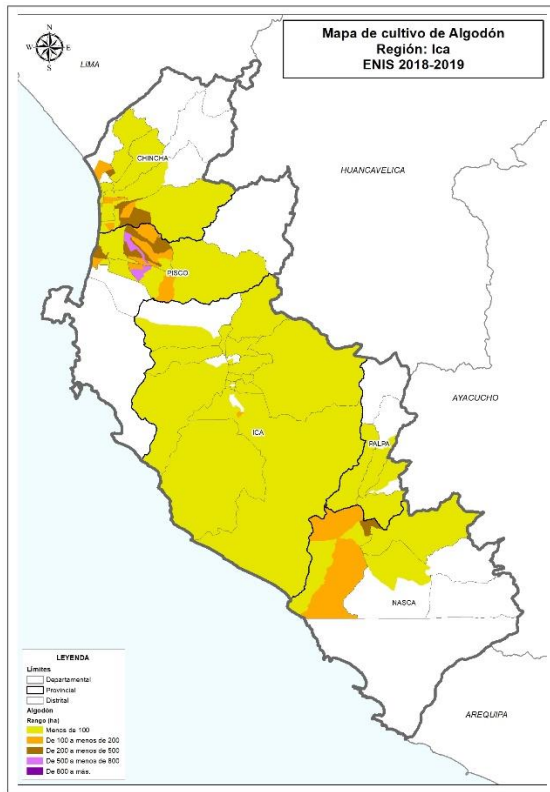 Mapa de cultivo de Algodón
Región: Ica
ENIS 2018-2019
N
W
E
S
LIMA
CHINCHA
HUANCAVELICA
PISCO
AYACUCHO
PALPA
ICA
NASCA
AREQUIPA
LEYENDA
Límites
Departamental
Provincial
Distrital
Algodón
Rango (ha)
Menos de 100
De 100 a menos de 200
De 200 a menos de 500
De 500 a menos de 800
De 800 a más.